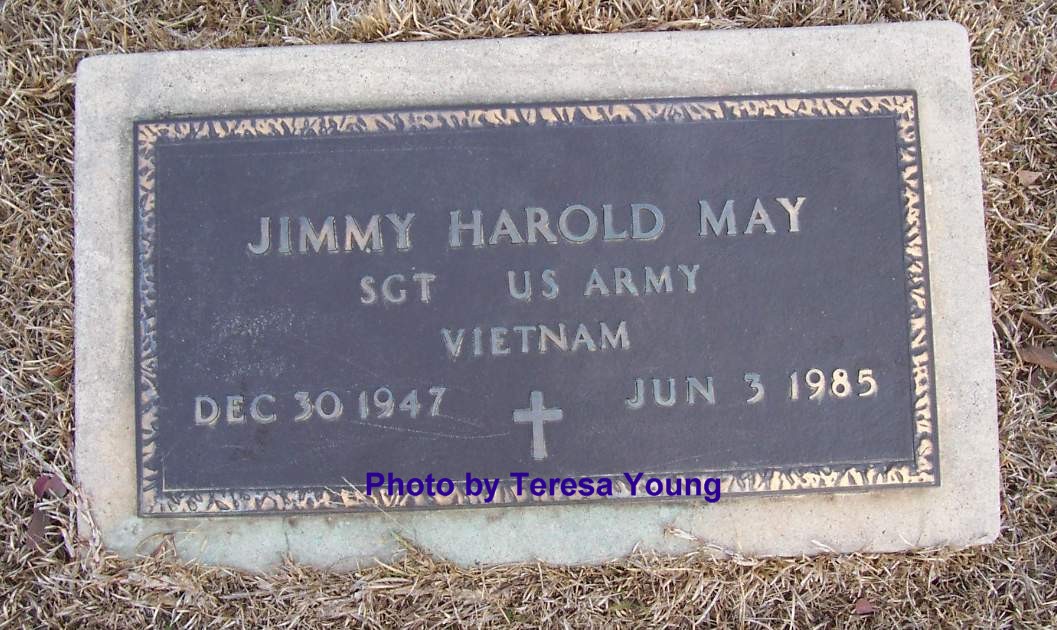 JIMMY HAROLD MAY
SGT US ARMY
VIETNAM
DEC 30 1947 JUN 3 1985
Photo by Teresa Young